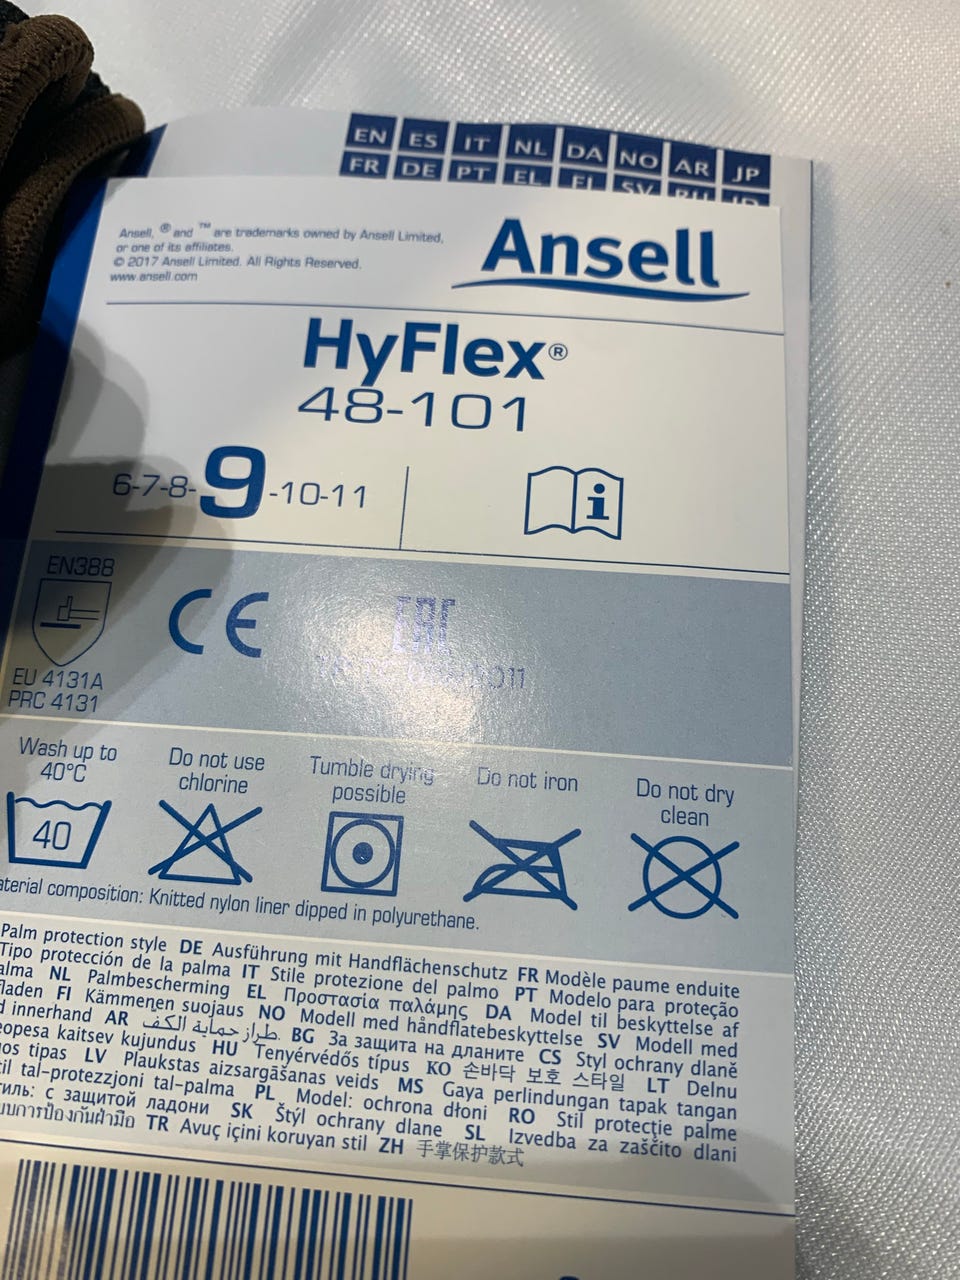 EN ES IT NL DA NO AR JP
FR DE PT EL FI SV RU ID
Ansell, ® and ™ are trademarks owned by Ansell Limited,
or one of its affiliates.
© 2017 Ansell Limited. All Rights Reserved.
www.ansell.com
Ansell
HyFlex®
48-101
6-7-8-9-10-11
i
EN388
EU 4131A
PRC 4131
CE
EAC
Wash up to
40°C
40
Do not use
chlorine
Tumble drying
possible
Do not iron
Do not dry
clean
composition: Knitted nylon liner dipped in polyurethane.
Palm protection style DE Ausführung mit Handflächenschutz FR Modèle paume enduite
Tipo protección de la palma IT Stile protezione del palmo PT Modelo para proteção
NL Palmbescherming EL Προστασία παλάμης DA Model til beskyttelse af
FI Kämmenen suojaus NO Modell med håndflatebeskyttelse SV Modell med
innerhand AR طراز حماية الكف. BG За защита на дланите CS Styl ochrany dlaně
kaitsev kujundus HU Tenyérvédős típus KO 손바닥 보호 스타일 LT Delnu
tipas LV Plaukstas aizsargāšanas veids MS Gaya perlindungan tapak tangan
tal-protezzjoni tal-palma PL Model: ochrona dłoni RO Stil protecţie palme
с защитой ладони SK Štýl ochrany dlane SL Izvedba za zaščito dlani
TR Avuç içini koruyan stil ZH 手掌保护款式